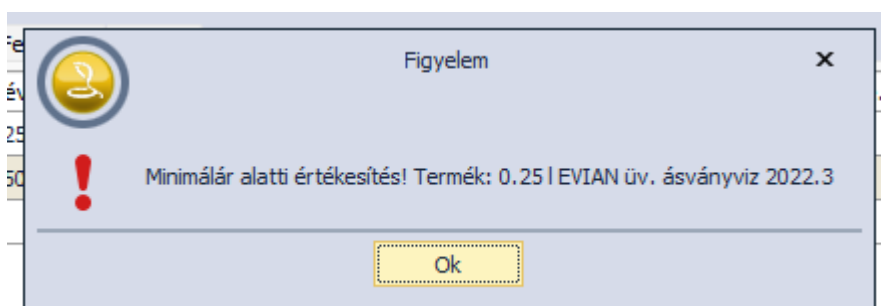 Figyelem
Minimálár alatti értékesítés! Termék: 0.25 l EVIAN üv. ásványviz 2022.3
Ok